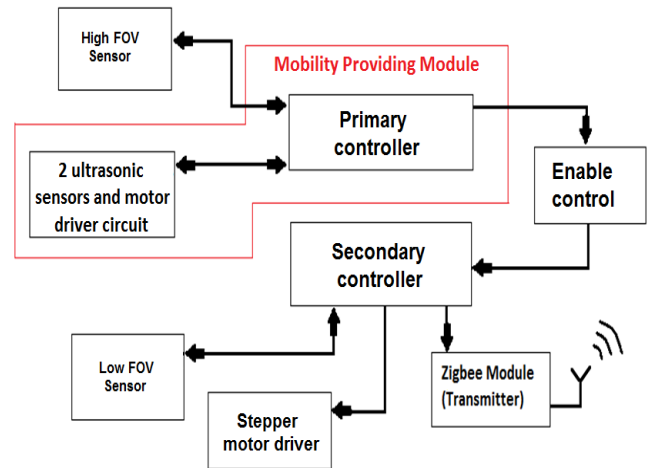 High FOV
Sensor
Mobility Providing Module
Primary
controller
2 ultrasonic
sensors and motor
driver circuit
Enable
control
Secondary
controller
Low FOV
Sensor
Zigbee Module
(Transmitter)
Stepper
motor driver